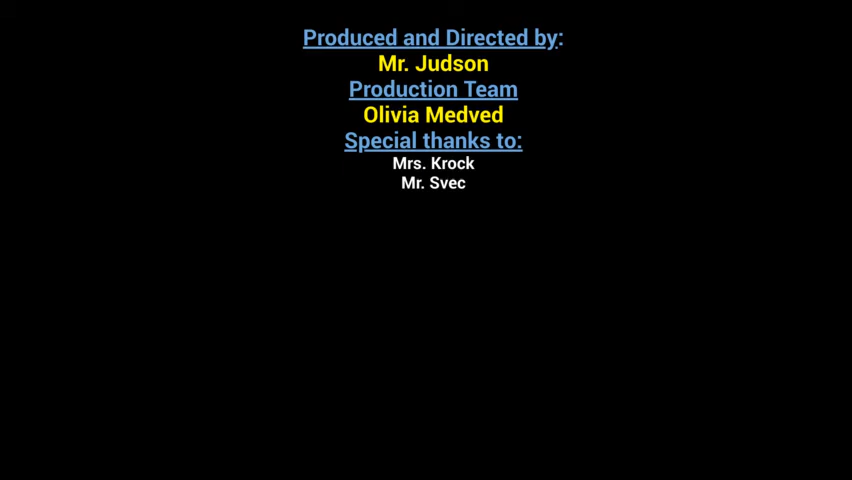 Produced and Directed by:
Mr. Judson
Production Team
Olivia Medved
Special thanks to:
Mrs. Krock
Mr. Svec